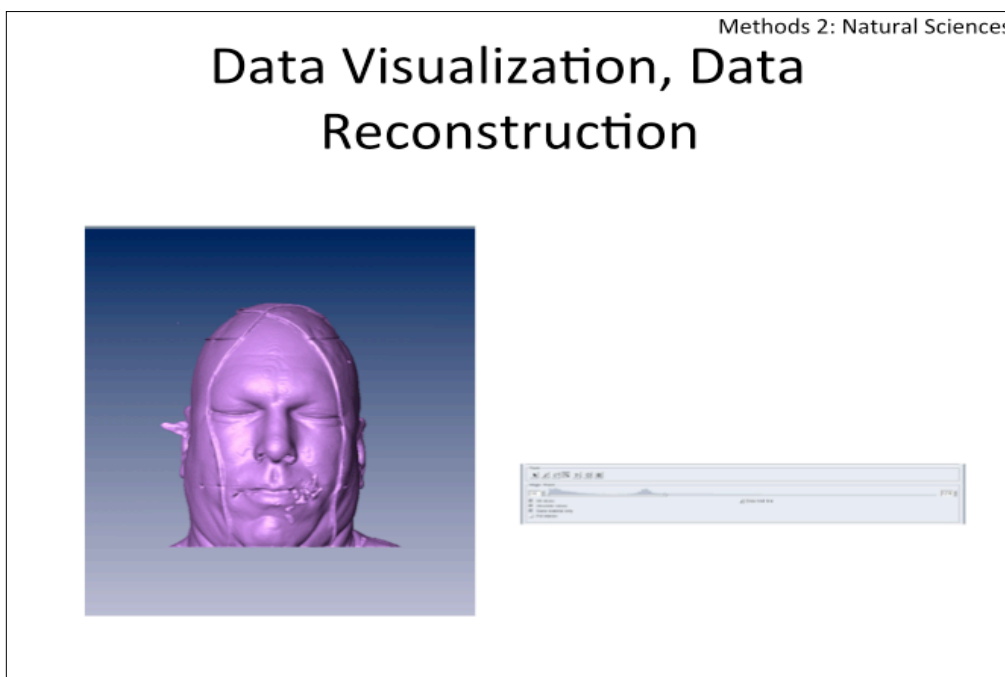 Methods 2: Natural Sciences
Data Visualization, Data
Reconstruction